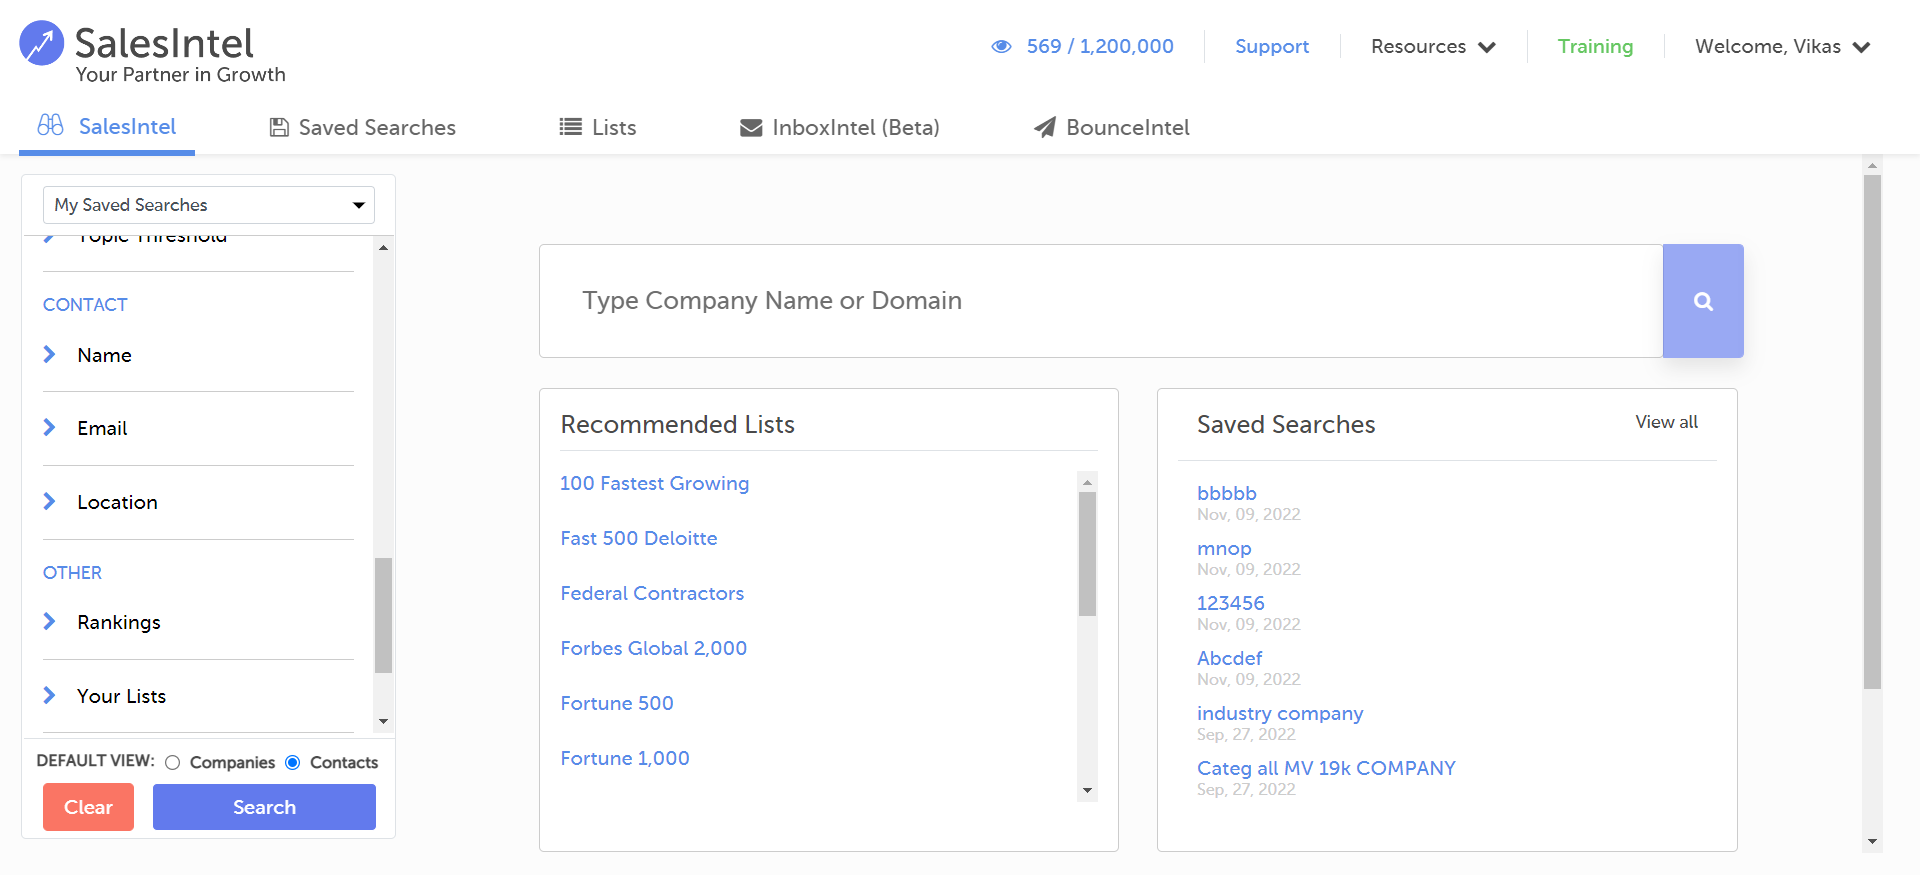 SalesIntel
Your Partner in Growth
569 / 1,200,000
Support
Resources
Training
Welcome, Vikas
SalesIntel
Saved Searches
Lists
InboxIntel (Beta)
BounceIntel
My Saved Searches
Topic Threshold
CONTACT
Name
Email
Location
OTHER
Rankings
Your Lists
DEFAULT VIEW: Companies Contacts
Clear
Search
Type Company Name or Domain
Recommended Lists
100 Fastest Growing
Fast 500 Deloitte
Federal Contractors
Forbes Global 2,000
Fortune 500
Fortune 1,000
Saved Searches
View all
bbbbb
Nov, 09, 2022
mnop
Nov, 09, 2022
123456
Nov, 09, 2022
Abcdef
Nov, 09, 2022
industry company
Sep, 27, 2022
Categ all MV 19k COMPANY
Sep, 27, 2022